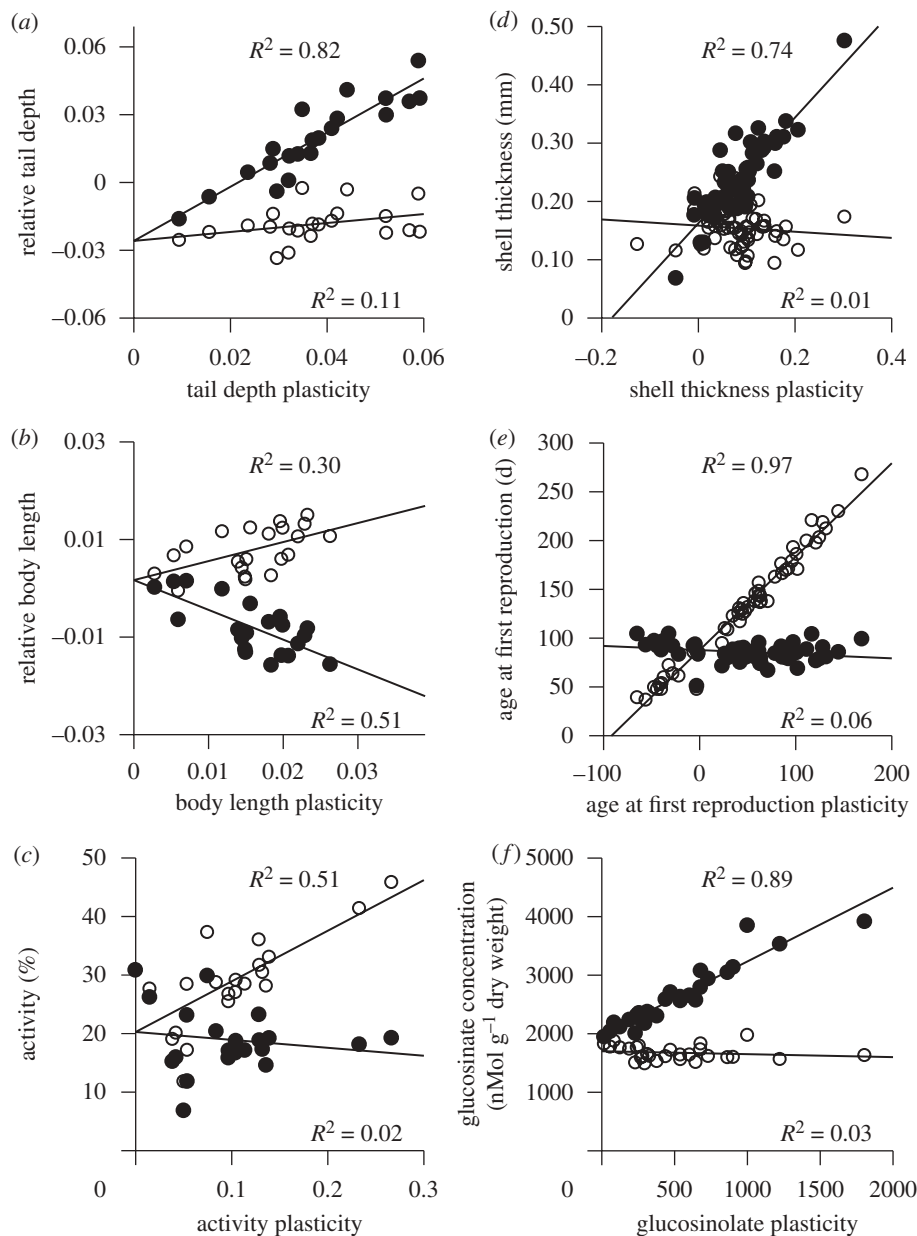 (a)
0.06
0.03
0
−0.03
−0.06
relative tail depth
R² = 0.82
R² = 0.11
0
0.02
0.04
0.06
tail depth plasticity
(d)
0.50
0.40
0.30
0.20
0.10
0
shell thickness (mm)
R² = 0.74
R² = 0.01
−0.2
0
0.2
0.4
shell thickness plasticity
(b)
0.03
0.01
−0.01
−0.03
relative body length
R² = 0.30
R² = 0.51
0
0.01
0.02
0.03
body length plasticity
(e)
300
250
200
150
100
50
0
age at first reproduction (d)
R² = 0.97
R² = 0.06
−100
0
100
200
age at first reproduction plasticity
(c)
50
40
30
20
10
0
activity (%)
R² = 0.51
R² = 0.02
0.1
0.2
0.3
activity plasticity
(f)
5000
4000
3000
2000
1000
0
glucosinate concentration
(nMol g⁻¹ dry weight)
R² = 0.89
R² = 0.03
500
1000
1500
2000
glucosinolate plasticity